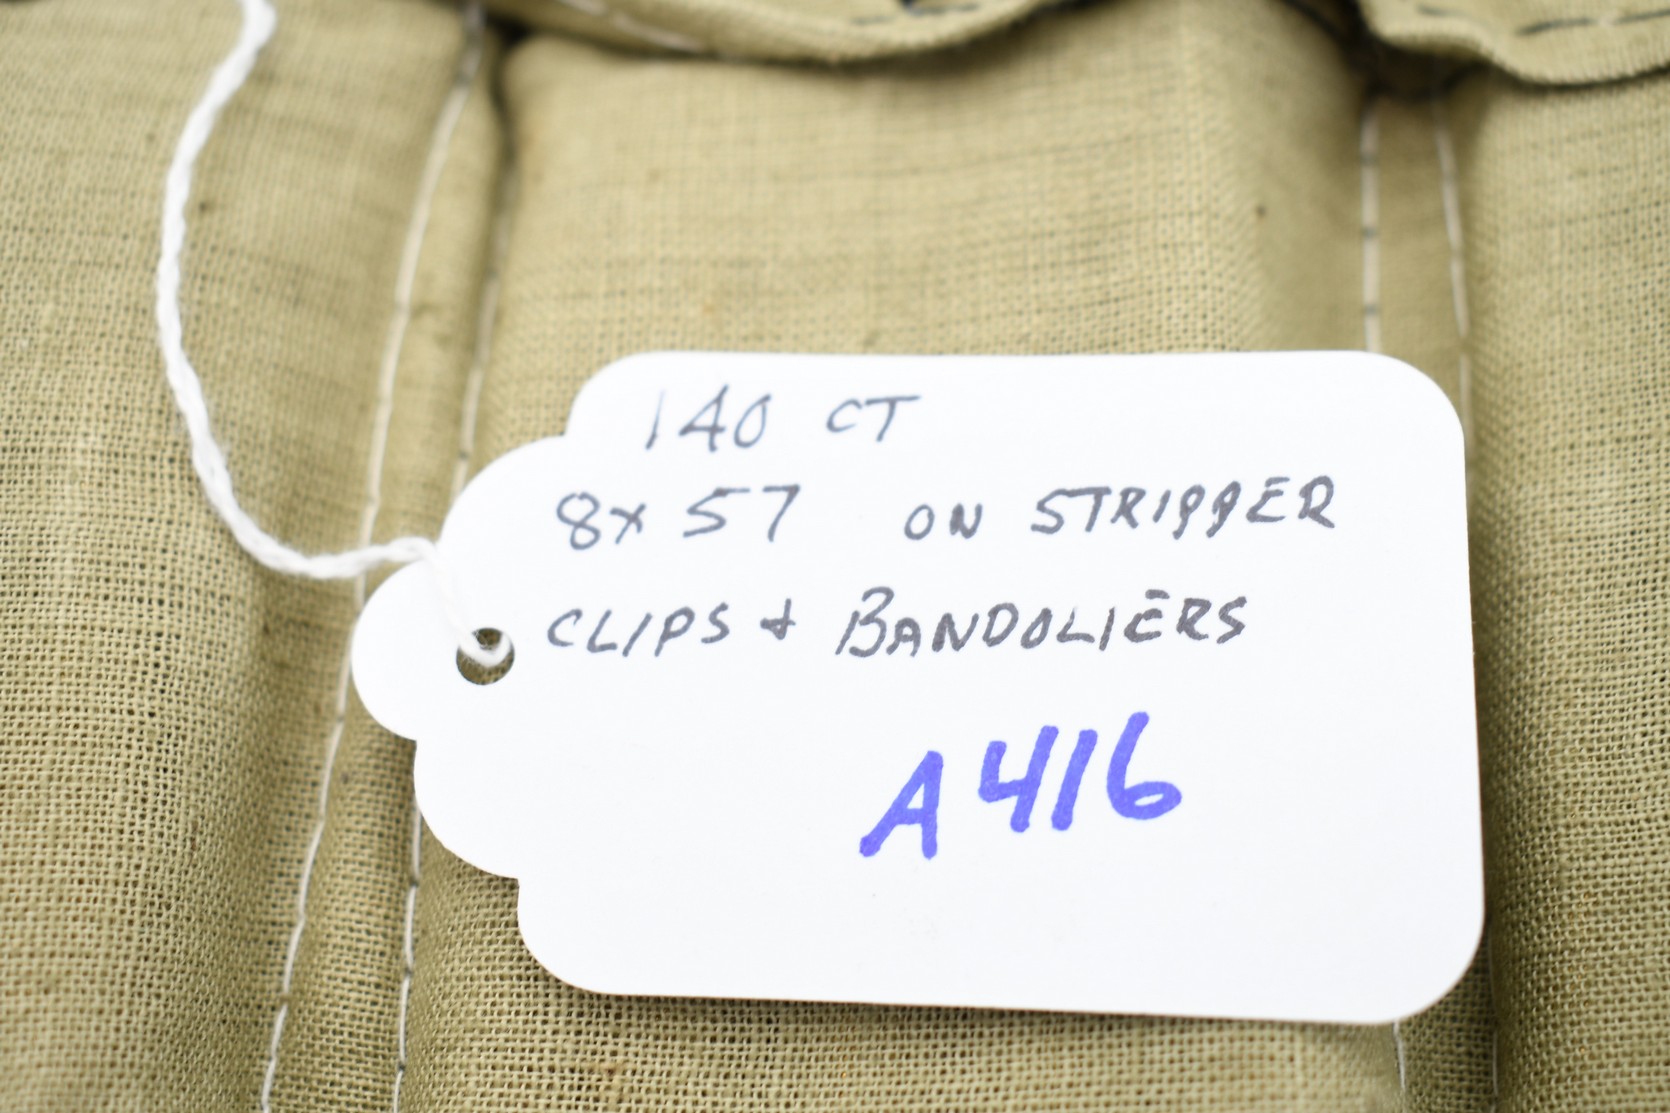 140 CT
8x57 ON STRIPPER
CLIPS + BANDOLIERS
A416